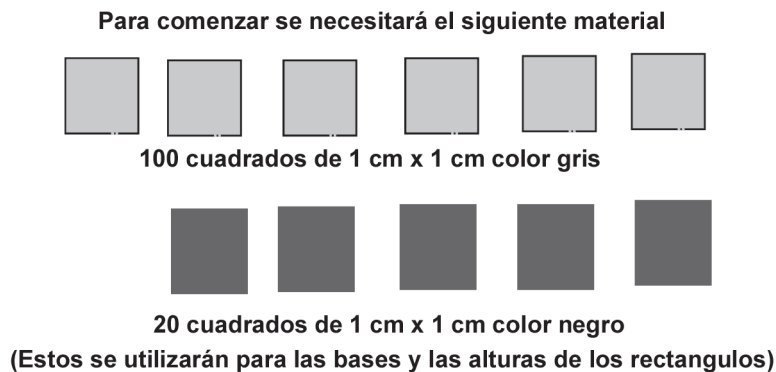 Para comenzar se necesitará el siguiente material
100 cuadrados de 1 cm x 1 cm color gris
20 cuadrados de 1 cm x 1 cm color negro
(Estos se utilizarán para las bases y las alturas de los rectangulos)